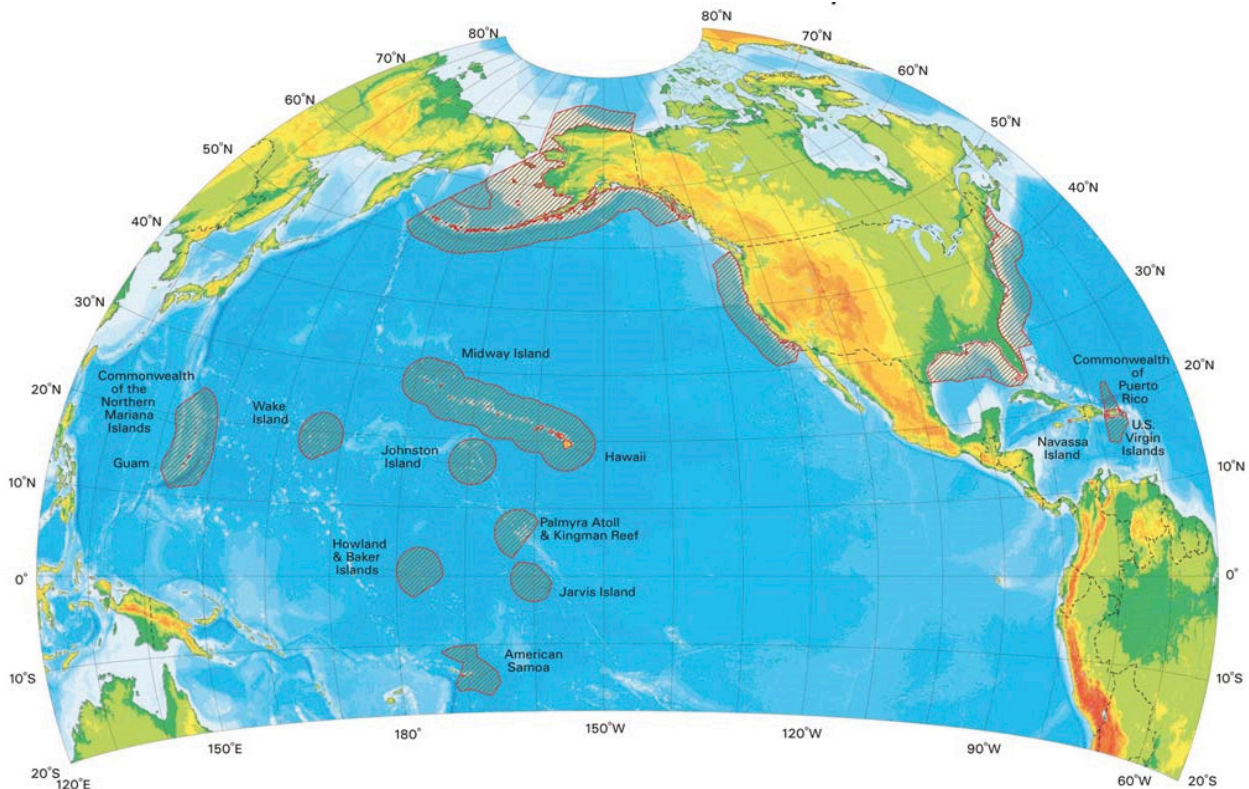 80°N
80°N
70°N
70°N
60°N
60°N
50°N
50°N
40°N
40°N
30°N
30°N
20°N
20°N
10°N
10°N
0°
0°
10°S
10°S
20°S
20°S
120°E
150°E
180°
150°W
120°W
90°W
60°W
Midway Island
Commonwealth
of the
Northern
Mariana
Islands
Guam
Wake
Island
Johnston
Island
Hawaii
Palmyra Atoll
& Kingman Reef
Howland
& Baker
Islands
Jarvis Island
American
Samoa
Commonwealth
of
Puerto
Rico
Navassa
Island
U.S.
Virgin
Islands